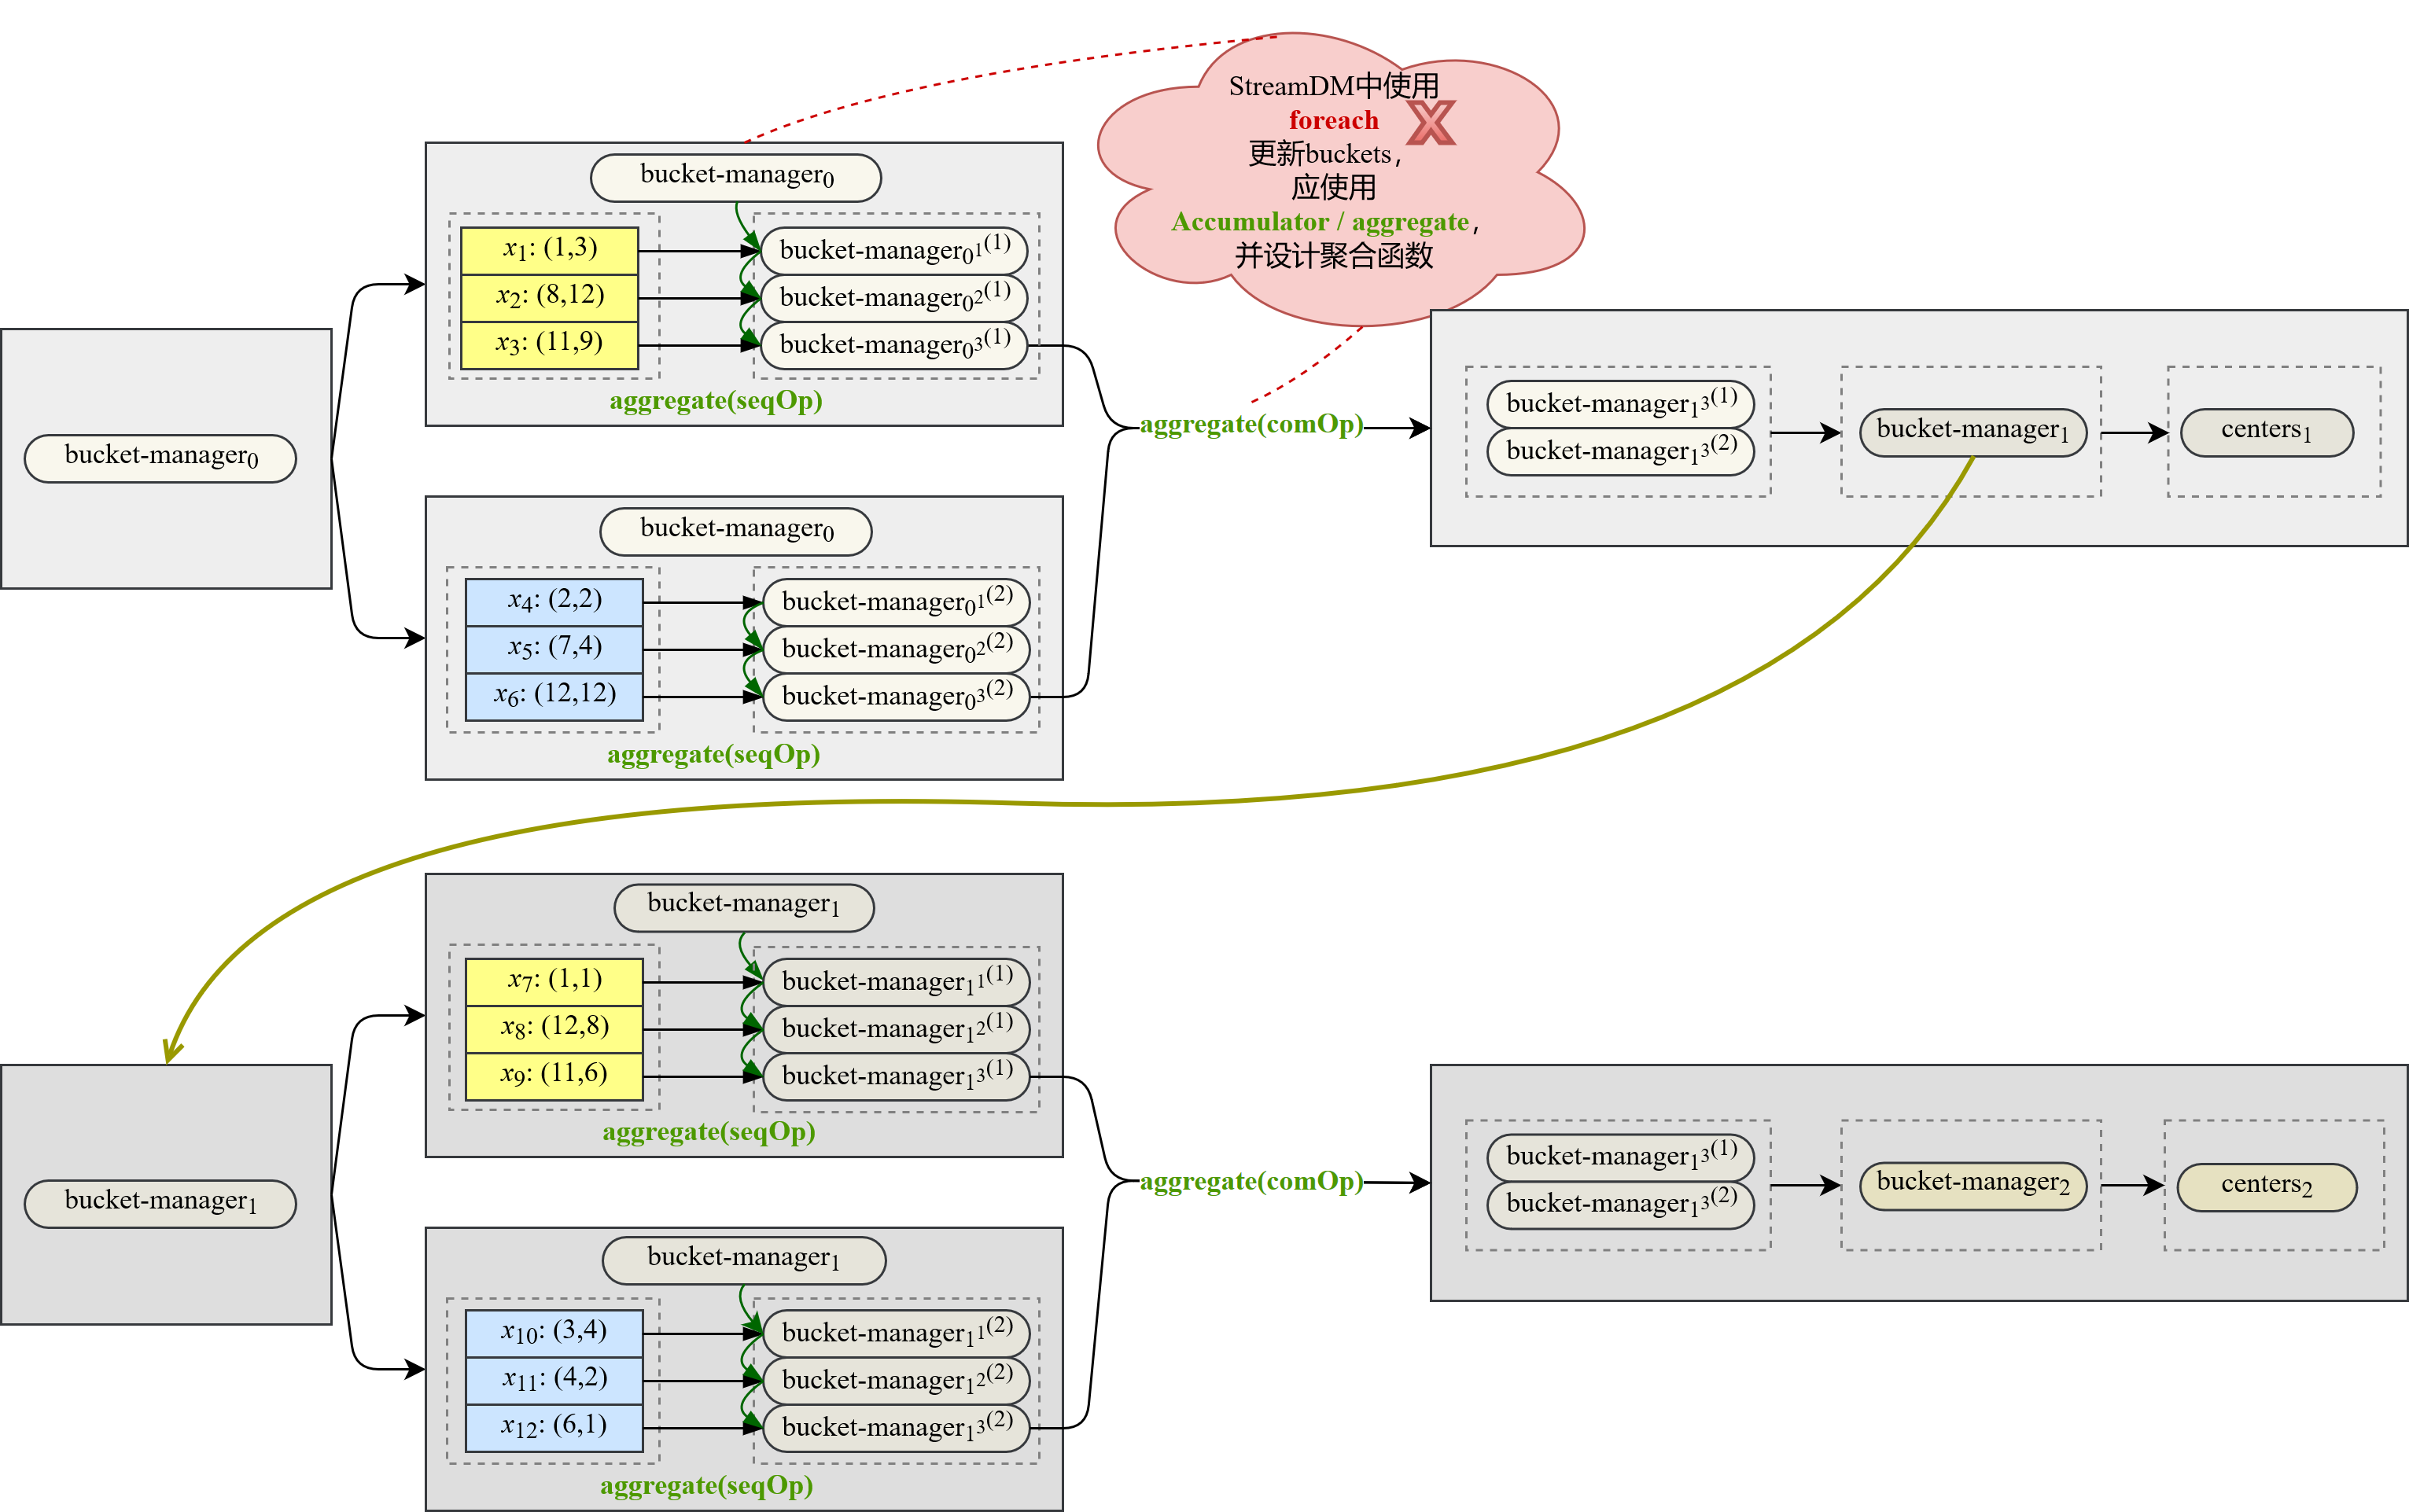 StreamDM中使用
foreach
更新buckets，
应使用
Accumulator / aggregate，
并设计聚合函数
bucket-manager₀
bucket-manager₀
x₁: (1,3)
x₂: (8,12)
x₃: (11,9)
bucket-manager₀¹⁽¹⁾
bucket-manager₀²⁽¹⁾
bucket-manager₀³⁽¹⁾
aggregate(seqOp)
bucket-manager₀
x₄: (2,2)
x₅: (7,4)
x₆: (12,12)
bucket-manager₀¹⁽²⁾
bucket-manager₀²⁽²⁾
bucket-manager₀³⁽²⁾
aggregate(seqOp)
aggregate(comOp)
bucket-manager₁³⁽¹⁾
bucket-manager₁³⁽²⁾
bucket-manager₁
centers₁
bucket-manager₁
bucket-manager₁
x₇: (1,1)
x₈: (12,8)
x₉: (11,6)
bucket-manager₁¹⁽¹⁾
bucket-manager₁²⁽¹⁾
bucket-manager₁³⁽¹⁾
aggregate(seqOp)
bucket-manager₁
x₁₀: (3,4)
x₁₁: (4,2)
x₁₂: (6,1)
bucket-manager₁¹⁽²⁾
bucket-manager₁²⁽²⁾
bucket-manager₁³⁽²⁾
aggregate(seqOp)
aggregate(comOp)
bucket-manager₁³⁽¹⁾
bucket-manager₁³⁽²⁾
bucket-manager₂
centers₂